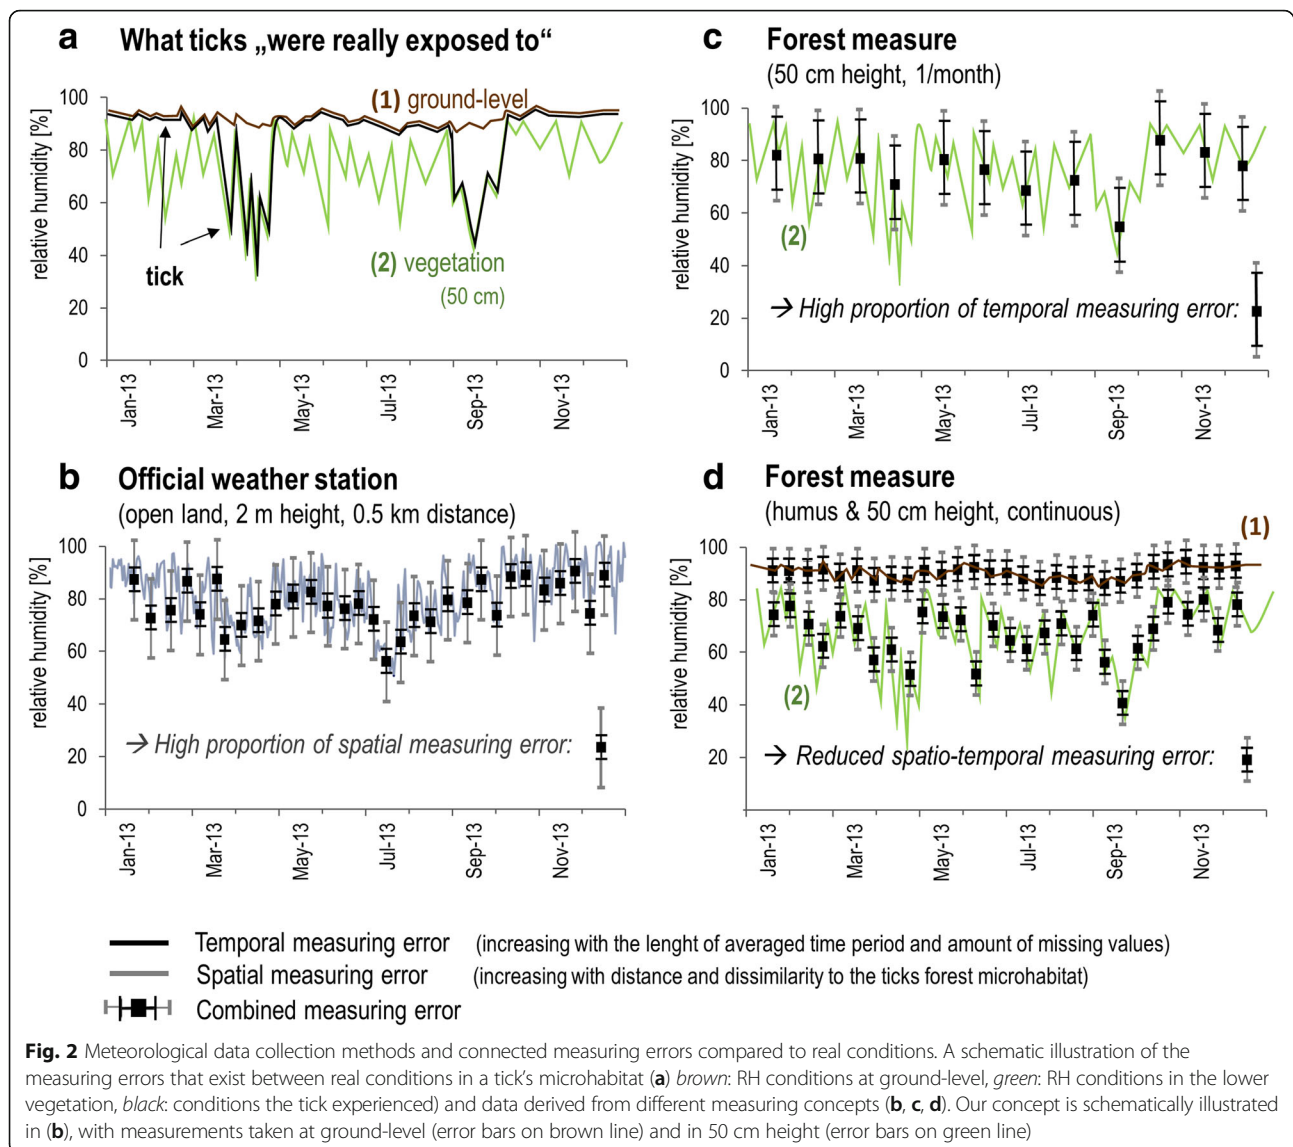 a What ticks „were really exposed to“
relative humidity [%]
100
80
60
40
20
0
(1) ground-level
(2) vegetation
(50 cm)
tick
Jan-13
Mar-13
May-13
Jul-13
Sep-13
Nov-13
c Forest measure
(50 cm height, 1/month)
relative humidity [%]
100
80
60
40
20
0
(2)
→ High proportion of temporal measuring error:
Jan-13
Mar-13
May-13
Jul-13
Sep-13
Nov-13
b Official weather station
(open land, 2 m height, 0.5 km distance)
relative humidity [%]
100
80
60
40
20
0
→ High proportion of spatial measuring error:
Jan-13
Mar-13
May-13
Jul-13
Sep-13
Nov-13
d Forest measure
(humus & 50 cm height, continuous)
(1)
relative humidity [%]
100
80
60
40
20
(2)
→ Reduced spatio-temporal measuring error:
Jan-13
Mar-13
May-13
Jul-13
Sep-13
Nov-13
Temporal measuring error (increasing with the lenght of averaged time period and amount of missing values)
Spatial measuring error (increasing with distance and dissimilarity to the ticks forest microhabitat)
Combined measuring error
Fig. 2 Meteorological data collection methods and connected measuring errors compared to real conditions. A schematic illustration of the
measuring errors that exist between real conditions in a tick's microhabitat (a) brown: RH conditions at ground-level, green: RH conditions in the lower
vegetation, black: conditions the tick experienced) and data derived from different measuring concepts (b, c, d). Our concept is schematically illustrated
in (b), with measurements taken at ground-level (error bars on brown line) and in 50 cm height (error bars on green line)